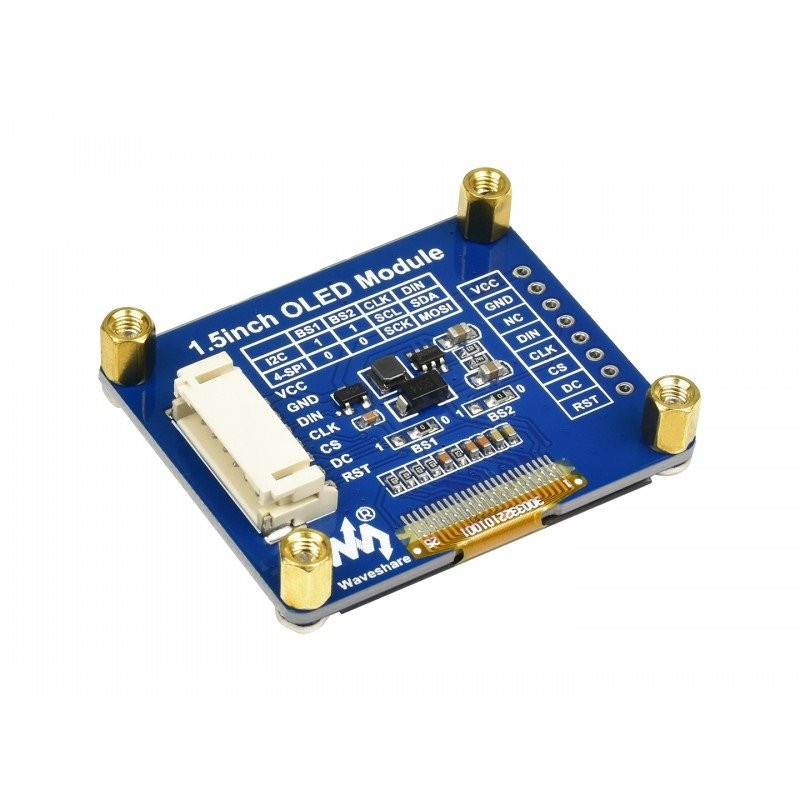 1.5inch OLED Module
BS1 BS2 CLK DIN
I2C 1 1 SCL SDA
4-SPI 0 0 SCK MOSI
VCC
GND
DIN
CLK
CS
DC
RST
VCC
GND
NC
DIN
CLK
CS
DC
RST
1 0 0
BS1
1 0 0
BS2
®
Waveshare